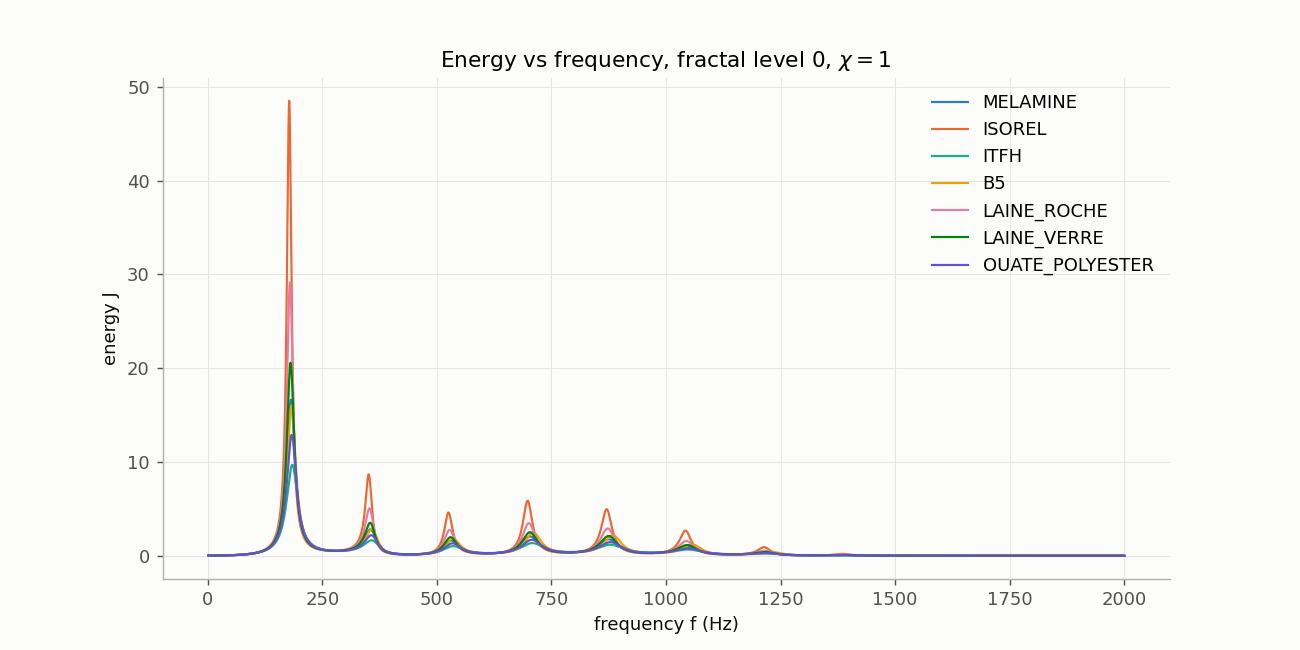 Energy vs frequency, fractal level 0, χ = 1
50
40
30
20
10
0
energy J
MELAMINE
ISOREL
ITFH
B5
LAINE_ROCHE
LAINE_VERRE
OUATE_POLYESTER
0 250 500 750 1000 1250 1500 1750 2000
frequency f (Hz)